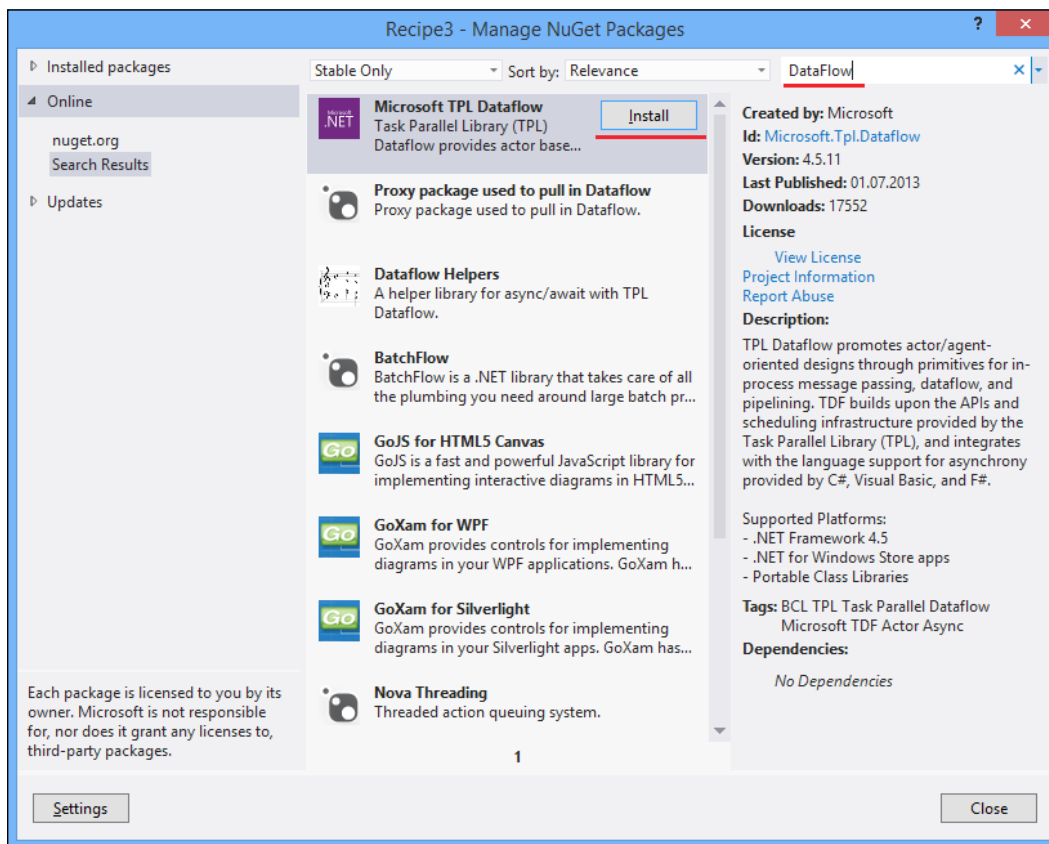 Recipe3 - Manage NuGet Packages
?
×
Installed packages
Online
nuget.org
Search Results
Updates
Each package is licensed to you by its
owner. Microsoft is not responsible
for, nor does it grant any licenses to,
third-party packages.
Stable Only
Sort by: Relevance
DataFlow
×
Microsoft
.NET
Microsoft TPL Dataflow
Install
Task Parallel Library (TPL)
Dataflow provides actor base...
Proxy package used to pull in Dataflow
Proxy package used to pull in Dataflow.
Dataflow Helpers
A helper library for async/await with TPL
Dataflow.
BatchFlow
BatchFlow is a .NET library that takes care of all
the plumbing you need around large batch pr...
Go
GoJS for HTML5 Canvas
GoJS is a fast and powerful JavaScript library for
implementing interactive diagrams in HTML5...
Go
GoXam for WPF
GoXam provides controls for implementing
diagrams in your WPF applications. GoXam h...
Go
GoXam for Silverlight
GoXam provides controls for implementing
diagrams in your Silverlight apps. GoXam has...
Nova Threading
Threaded action queuing system.
1
Created by: Microsoft
Id: Microsoft.Tpl.Dataflow
Version: 4.5.11
Last Published: 01.07.2013
Downloads: 17552
License
View License
Project Information
Report Abuse
Description:
TPL Dataflow promotes actor/agent-
oriented designs through primitives for in-
process message passing, dataflow, and
pipelining. TDF builds upon the APIs and
scheduling infrastructure provided by the
Task Parallel Library (TPL), and integrates
with the language support for asynchrony
provided by C#, Visual Basic, and F#.
Supported Platforms:
- .NET Framework 4.5
- .NET for Windows Store apps
- Portable Class Libraries
Tags: BCL TPL Task Parallel Dataflow
Microsoft TDF Actor Async
Dependencies:
No Dependencies
Settings
Close